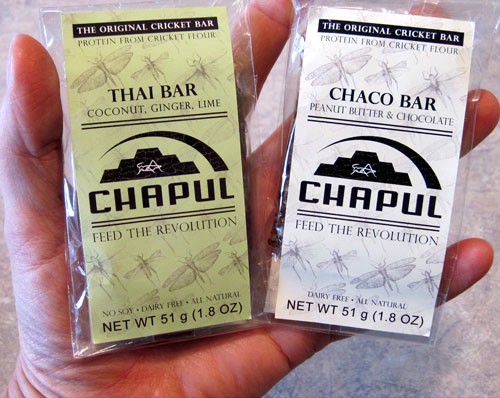 THE ORIGINAL CRICKET BAR
PROTEIN FROM CRICKET FLOUR
THAI BAR
COCONUT, GINGER, LIME
CHAPUL
FEED THE REVOLUTION
NO SOY • DAIRY FREE • ALL NATURAL
NET WT 51 g (1.8 OZ)
THE ORIGINAL CRICKET BAR
PROTEIN FROM CRICKET FLOUR
CHACO BAR
PEANUT BUTTER & CHOCOLATE
CHAPUL
FEED THE REVOLUTION
DAIRY FREE • ALL NATURAL
NET WT 51 g (1.8 OZ)